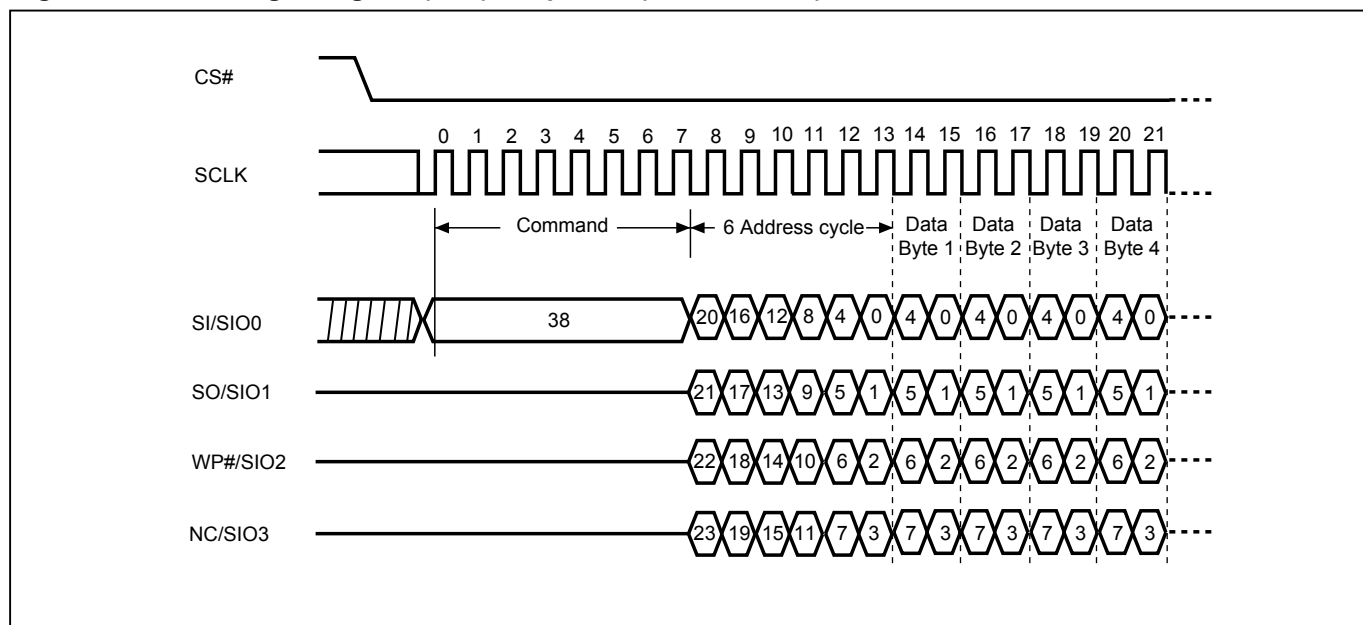 CS#
0 1 2 3 4 5 6 7 8 9 10 11 12 13 14 15 16 17 18 19 20 21
SCLK
Command 6 Address cycle Data Byte 1 Data Byte 2 Data Byte 3 Data Byte 4
SI/SIO0 38 20 16 12 8 4 0 4 0 4 0 4 0 4 0
SO/SIO1 21 17 13 9 5 1 5 1 5 1 5 1 5 1
WP#/SIO2 22 18 14 10 6 2 6 2 6 2 6 2 6 2
NC/SIO3 23 19 15 11 7 3 7 3 7 3 7 3 7 3